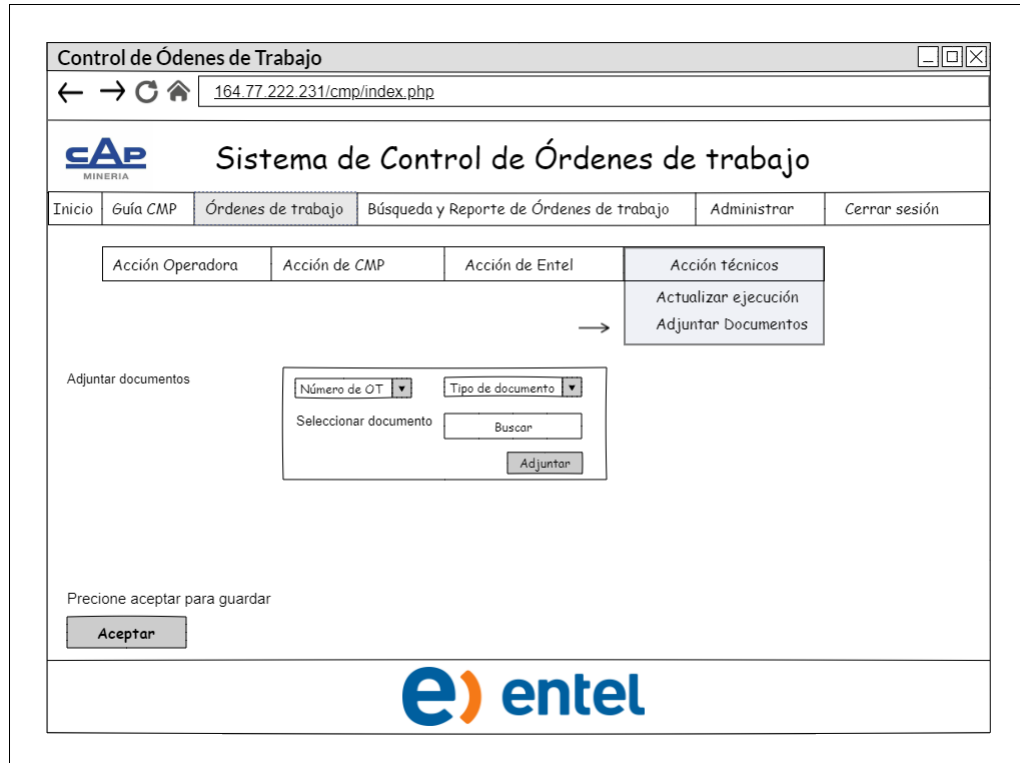 Control de Ódenes de Trabajo
164.77.222.231/cmp/index.php
CAP
MINERIA
Sistema de Control de Órdenes de trabajo
Inicio Guía CMP Órdenes de trabajo Búsqueda y Reporte de Órdenes de trabajo Administrar Cerrar sesión
Acción Operadora Acción de CMP Acción de Entel Acción técnicos
Actualizar ejecución
Adjuntar Documentos
Adjuntar documentos
Número de OT Tipo de documento
Seleccionar documento Buscar
Adjuntar
Precione aceptar para guardar
Aceptar
e) entel